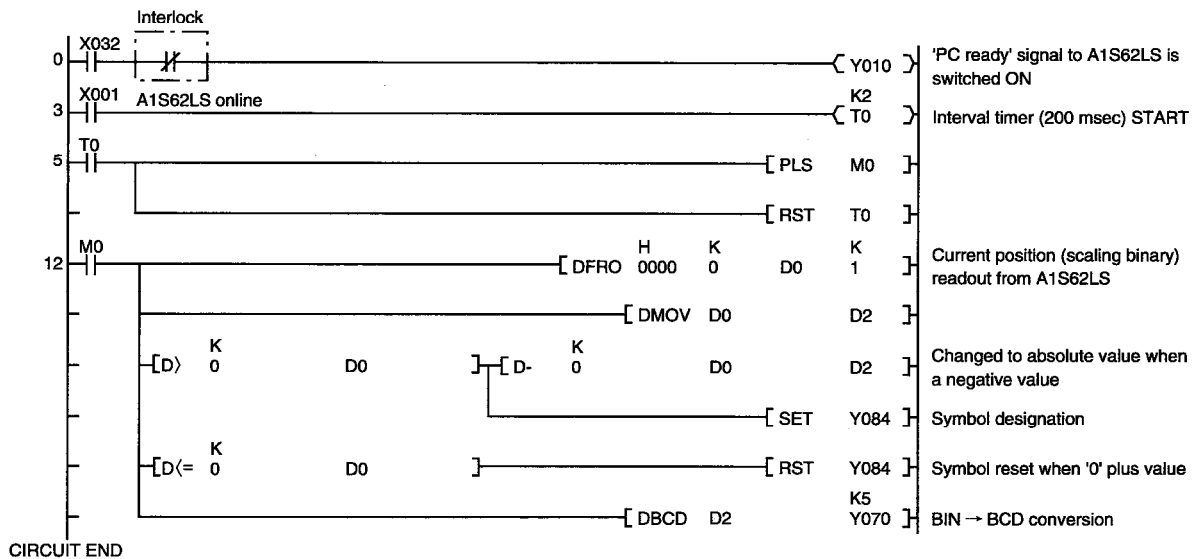 Interlock
X032
0
Y010
'PC ready' signal to A1S62LS is
switched ON
A1S62LS online
X001
3
K2
T0
Interval timer (200 msec) START
T0
5
PLS M0
RST T0
M0
12
H K K
DFRO 0000 0 D0 1
Current position (scaling binary)
readout from A1S62LS
DMOV D0 D2
K K
D> 0 D0 D- 0 D0 D2
Changed to absolute value when
a negative value
SET Y084
Symbol designation
K
D<= 0 D0 RST Y084
Symbol reset when '0' plus value
K5
DBCD D2 Y070
BIN → BCD conversion
CIRCUIT END